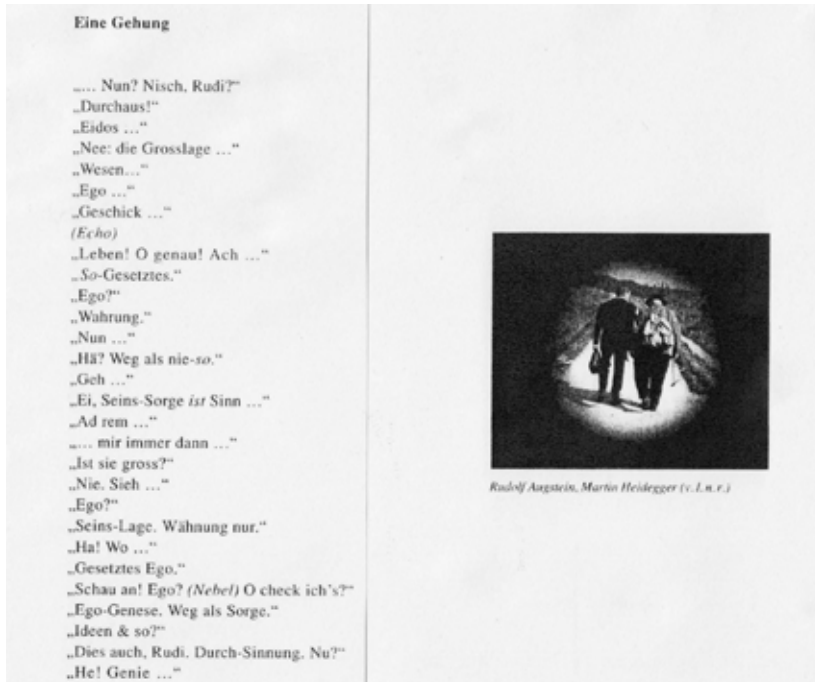 Eine Gehung
„… Nun? Nisch, Rudi?“
„Durchaus!“
„Eidos …“
„Nee: die Grosslage …“
„Wesen…“
„Ego …“
„Geschick …“
(Echo)
„Leben! O genau! Ach …“
„So-Gesetztes.“
„Ego?“
„Wahrung.“
„Nun …“
„Hä? Weg als nie-so.“
„Geh …“
„Ei, Seins-Sorge ist Sinn …“
„Ad rem …“
„… mir immer dann …“
„Ist sie gross?“
„Nie. Sieh …“
„Ego?“
„Seins-Lage. Wähnung nur.“
„Ha! Wo …“
„Gesetztes Ego.“
„Schau an! Ego? (Nebel) O check ich's?“
„Ego-Genese. Weg als Sorge.“
„Ideen & so?“
„Dies auch, Rudi. Durch-Sinnung. Nu?“
„He! Genie …“
Rudolf Augstein, Martin Heidegger (v.l.n.r.)